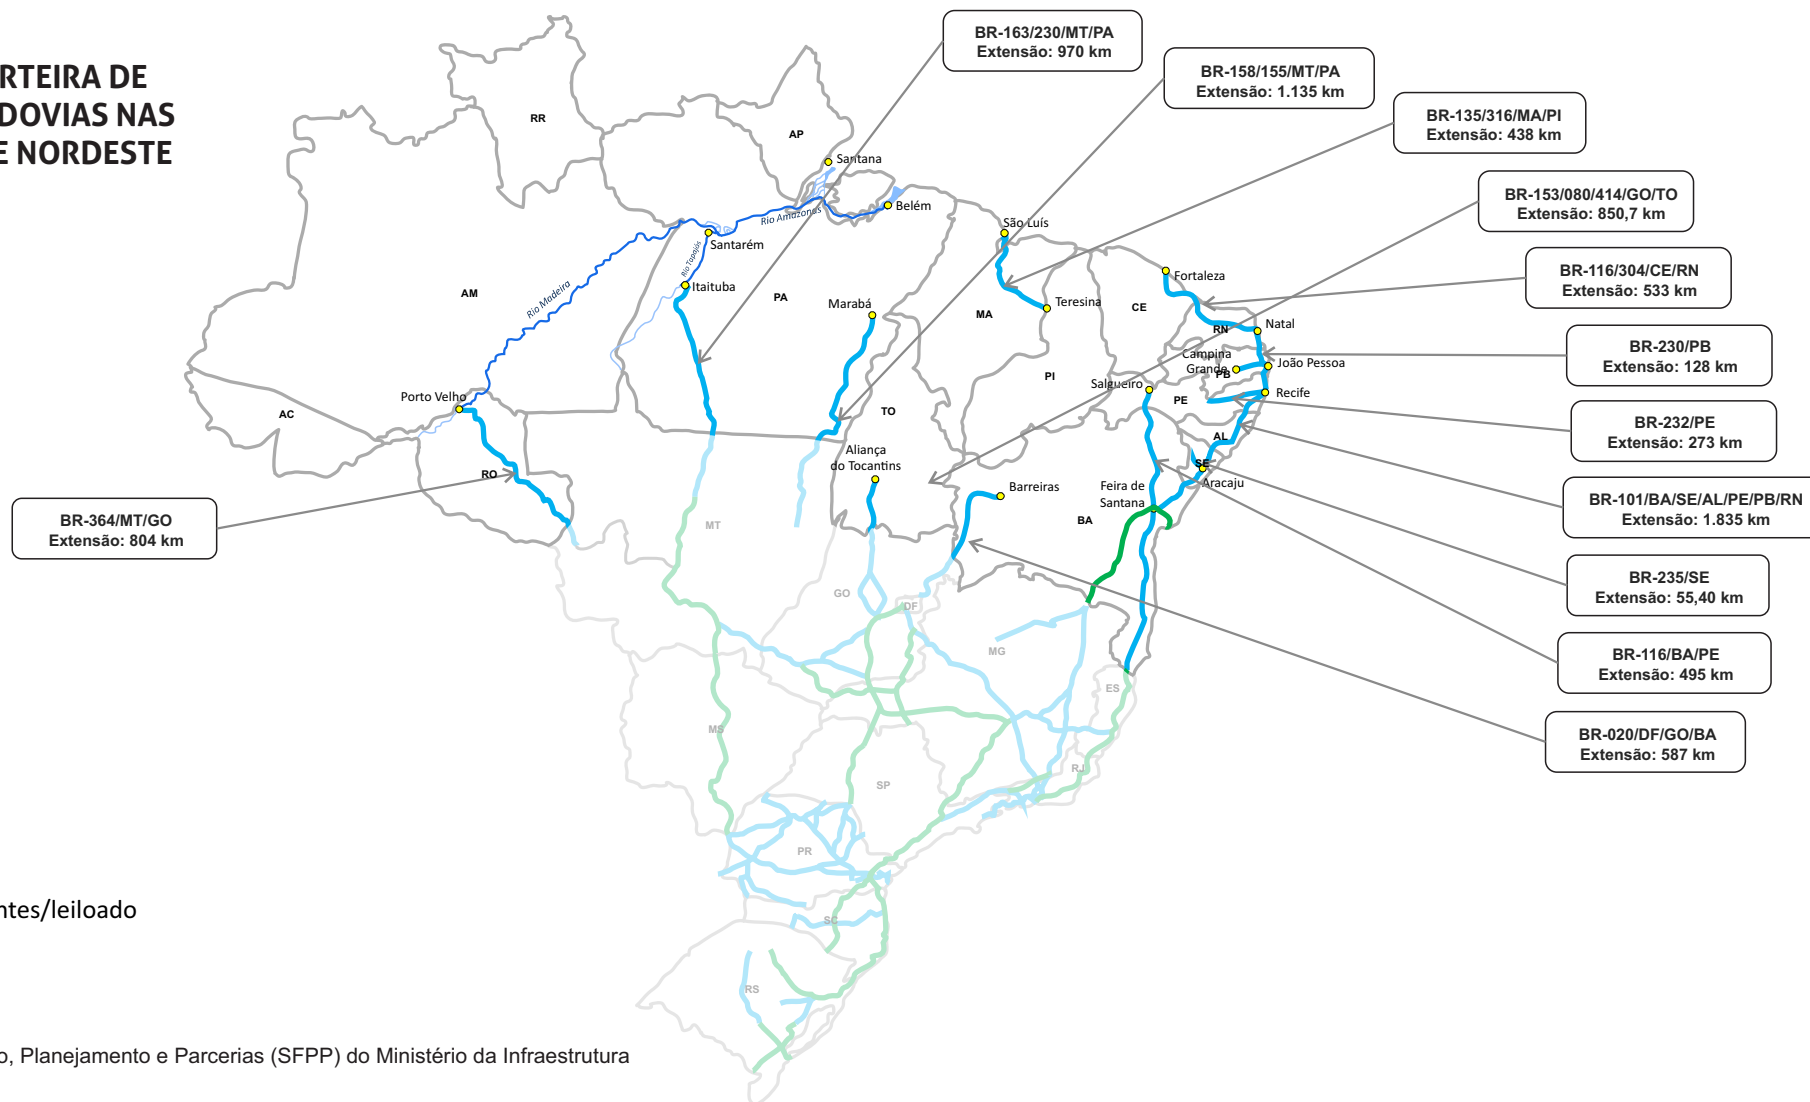 RTEIRA DE
DOVIAS NAS
E NORDESTE
BR-163/230/MT/PA
Extensão: 970 km
BR-158/155/MT/PA
Extensão: 1.135 km
BR-135/316/MA/PI
Extensão: 438 km
BR-153/080/414/GO/TO
Extensão: 850,7 km
BR-116/304/CE/RN
Extensão: 533 km
BR-230/PB
Extensão: 128 km
BR-232/PE
Extensão: 273 km
BR-101/BA/SE/AL/PE/PB/RN
Extensão: 1.835 km
BR-235/SE
Extensão: 55,40 km
BR-116/BA/PE
Extensão: 495 km
BR-020/DF/GO/BA
Extensão: 587 km
BR-364/MT/GO
Extensão: 804 km
RR
AP
Santana
Belém
Rio Amazonas
Santarém
Rio Tapajós
Itaituba
Rio Madeira
AM
PA
Marabá
São Luís
Teresina
MA
Fortaleza
CE
RN
Natal
Campina
Grande
PB
João Pessoa
PI
Salgueiro
PE
Recife
AL
SE
Aracaju
Porto Velho
AC
RO
TO
Aliança
do Tocantins
Barreiras
Feira de
Santana
BA
MT
GO
DF
MG
ES
MS
SP
RJ
PR
SC
RS
ntes/leiloado
o, Planejamento e Parcerias (SFPP) do Ministério da Infraestrutura